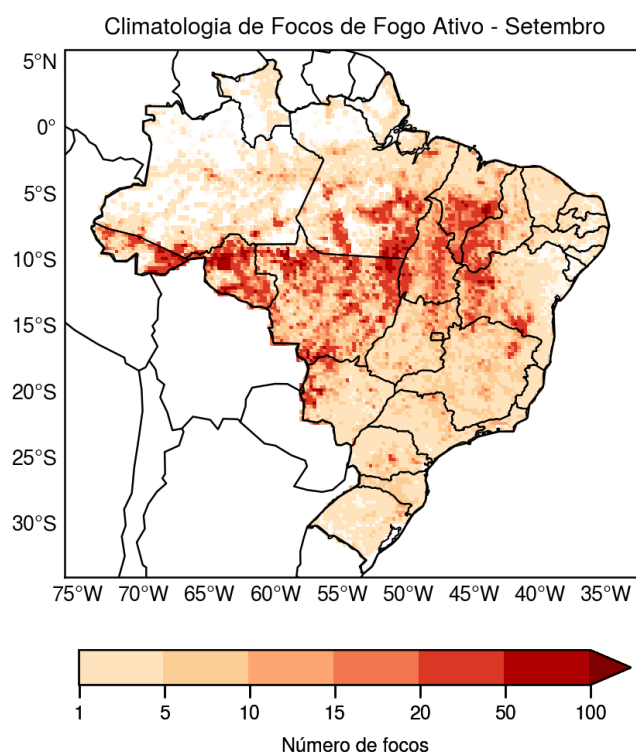 Climatologia de Focos de Fogo Ativo - Setembro
5°N
0°
5°S
10°S
15°S
20°S
25°S
30°S
75°W 70°W 65°W 60°W 55°W 50°W 45°W 40°W 35°W
1 5 10 15 20 50 100
Número de focos